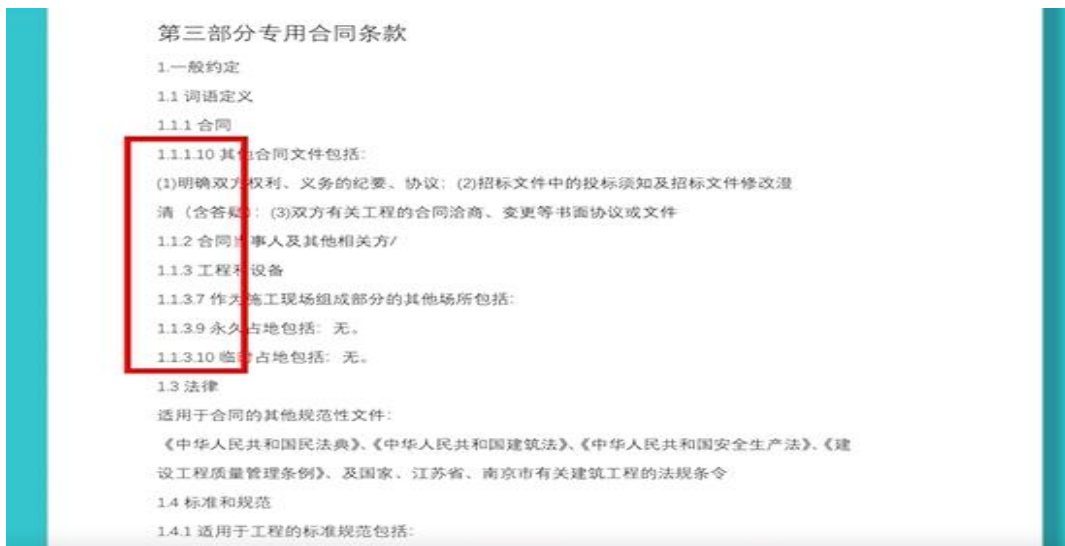 第三部分专用合同条款
1.一般约定
1.1 词语定义
1.1.1 合同
1.1.1.10 其他合同文件包括:
(1)明确双方权利、义务的纪要、协议; (2)招标文件中的投标须知及招标文件修改澄
清（含答疑）; (3)双方有关工程的合同洽商、变更等书面协议或文件
1.1.2 合同当事人及其他相关方/
1.1.3 工程和设备
1.1.3.7 作为施工现场组成部分的其他场所包括:
1.1.3.9 永久占地包括: 无。
1.1.3.10 临时占地包括: 无。
1.3 法律
适用于合同的其他规范性文件:
《中华人民共和国民法典》、《中华人民共和国建筑法》、《中华人民共和国安全生产法》、《建
设工程质量管理条例》、及国家、江苏省、南京市有关建筑工程的法规条令
1.4 标准和规范
1.4.1 适用于工程的标准规范包括: